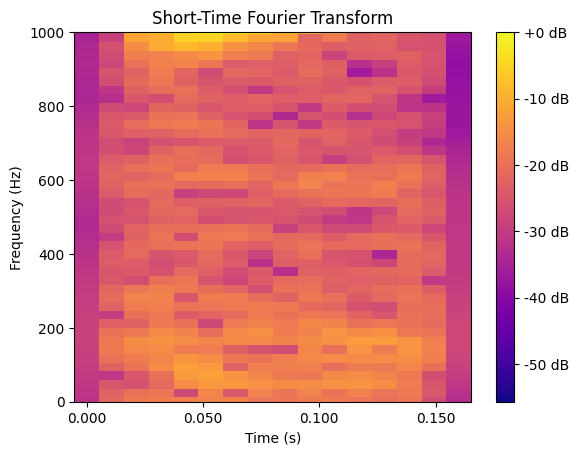 Short-Time Fourier Transform
1000
800
600
400
200
0
Frequency (Hz)
0.000
0.050
0.100
0.150
Time (s)
+0 dB
-10 dB
-20 dB
-30 dB
-40 dB
-50 dB